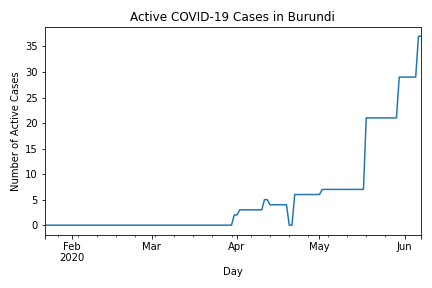 Active COVID-19 Cases in Burundi
Number of Active Cases
35
30
25
20
15
10
5
0
Feb
2020
Mar
Apr
May
Jun
Day